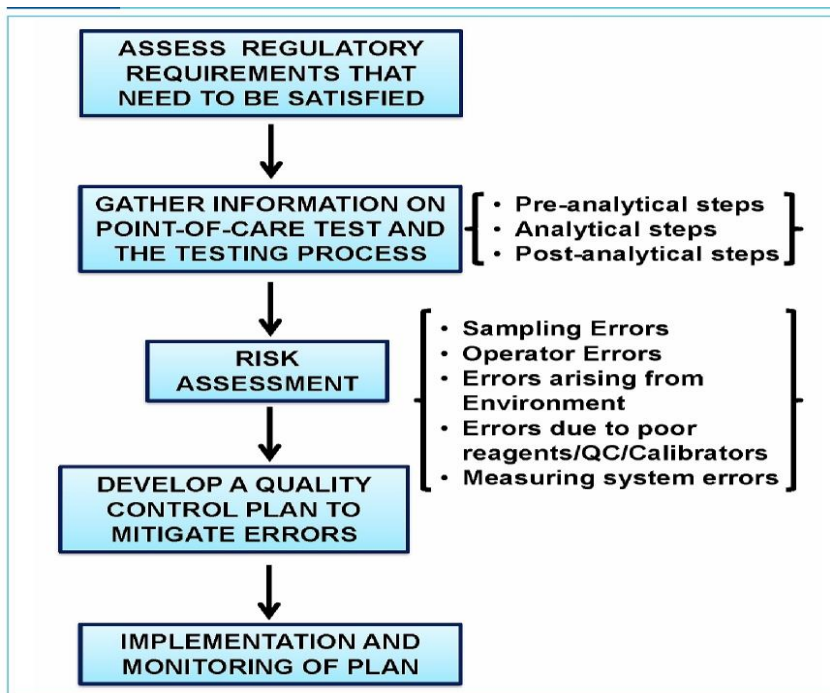 ASSESS REGULATORY
REQUIREMENTS THAT
NEED TO BE SATISFIED
GATHER INFORMATION ON
POINT-OF-CARE TEST AND
THE TESTING PROCESS
• Pre-analytical steps
• Analytical steps
• Post-analytical steps
RISK
ASSESSMENT
• Sampling Errors
• Operator Errors
• Errors arising from
Environment
• Errors due to poor
reagents/QC/Calibrators
• Measuring system errors
DEVELOP A QUALITY
CONTROL PLAN TO
MITIGATE ERRORS
IMPLEMENTATION AND
MONITORING OF PLAN